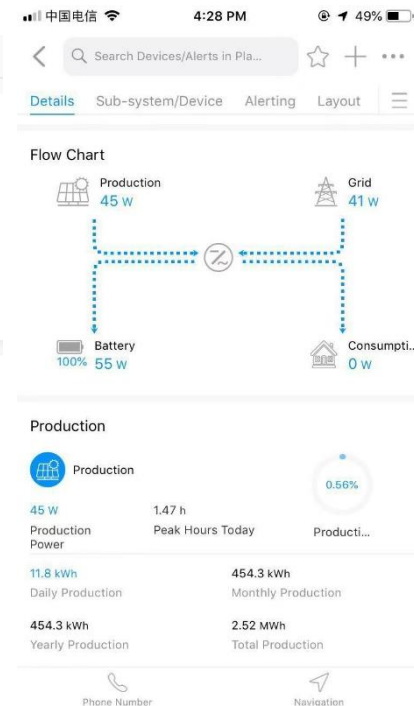 中国电信
4:28 PM
49%
Search Devices/Alerts in Pla...
Details Sub-system/Device Alerting Layout
Flow Chart
Production
45 W
Grid
41 W
Battery
100% 55 W
Consumpti...
0 W
Production
Production
0.56%
45 W
Production
Power
1.47 h
Peak Hours Today
Producti...
11.8 kWh
Daily Production
454.3 kWh
Monthly Production
454.3 kWh
Yearly Production
2.52 MWh
Total Production
Phone Number
Navigation